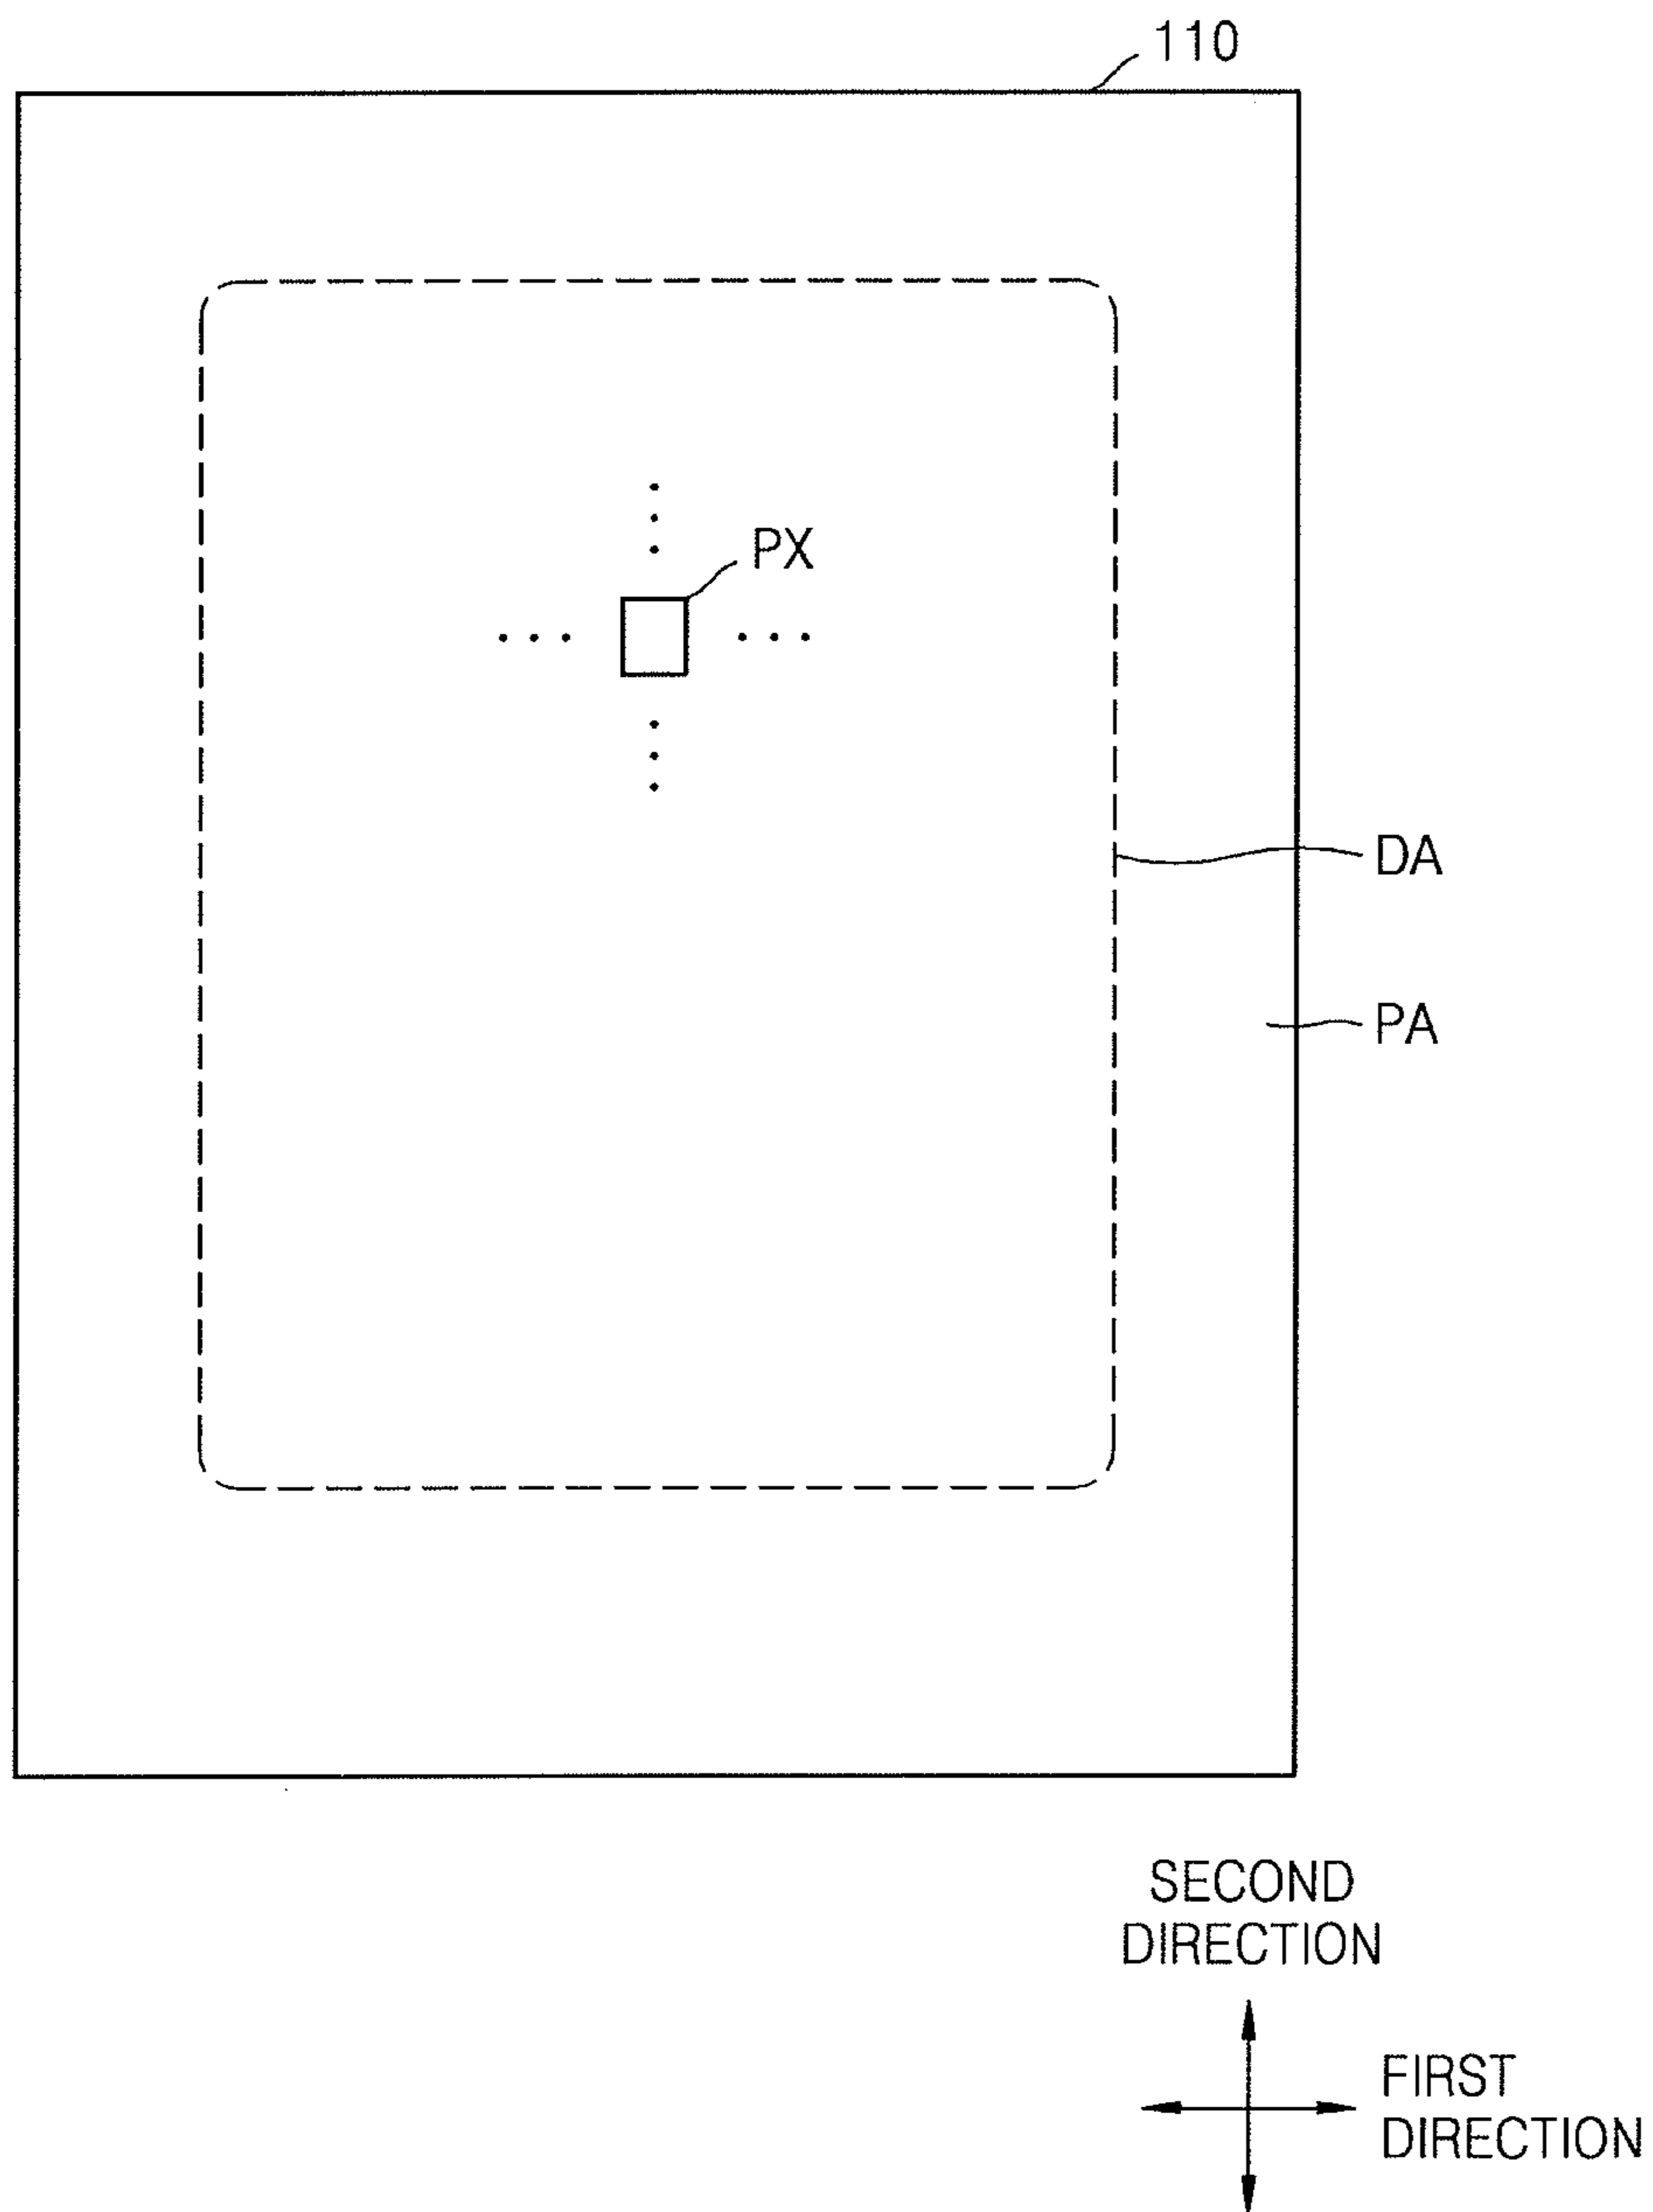 110
PX
DA
PA
SECOND
DIRECTION
FIRST
DIRECTION